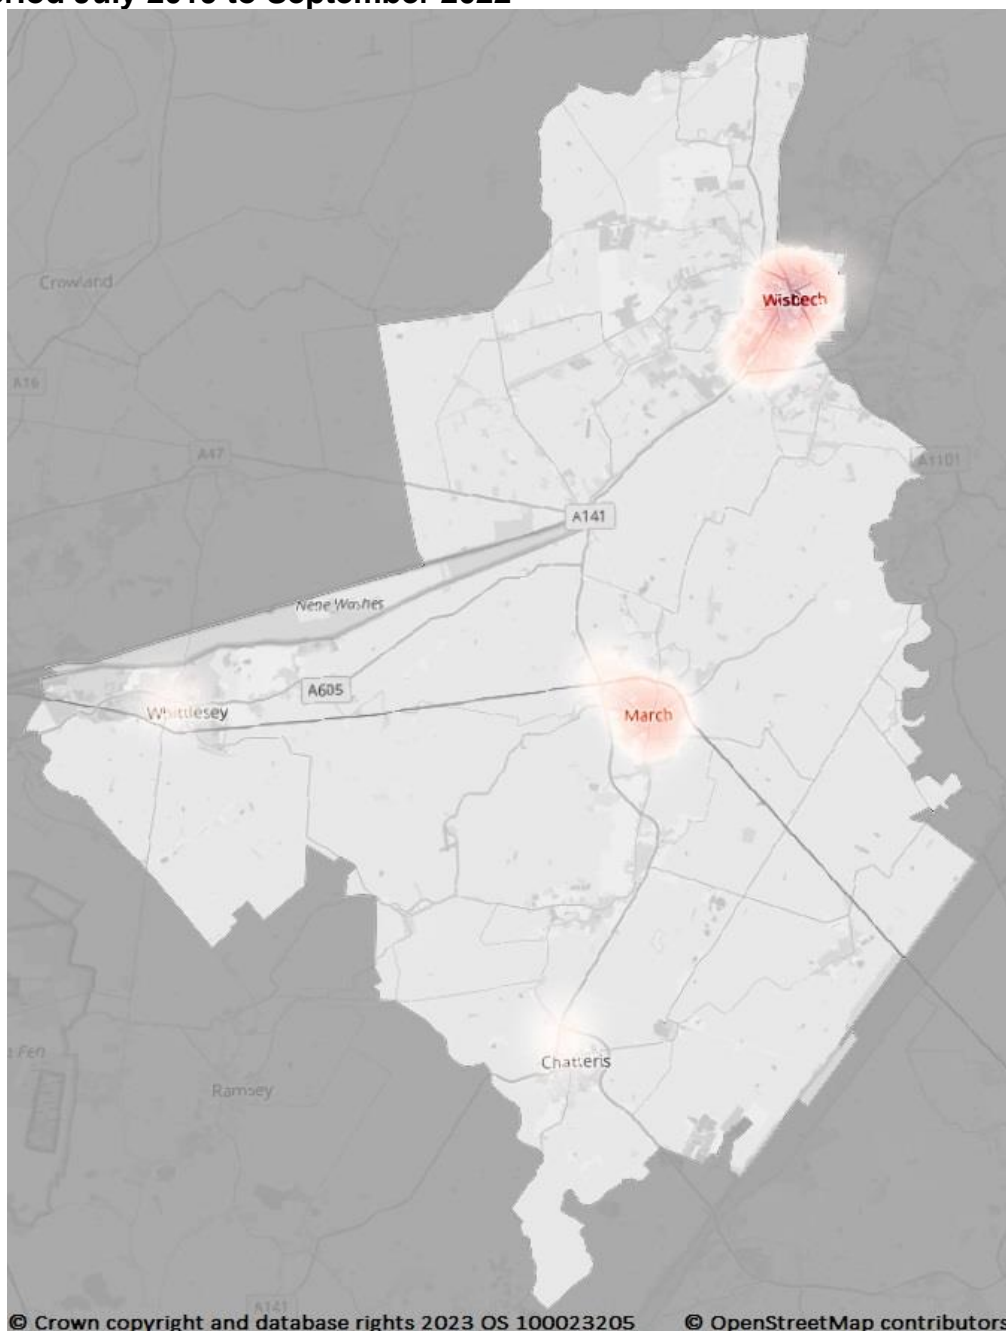 Crowland
Wisbech
A16
A47
A1101
A141
Nene Washes
A605
Whittlesey
March
Fen
Chatteris
Ramsey
A141
© Crown copyright and database rights 2023 OS 100023205 © OpenStreetMap contributors